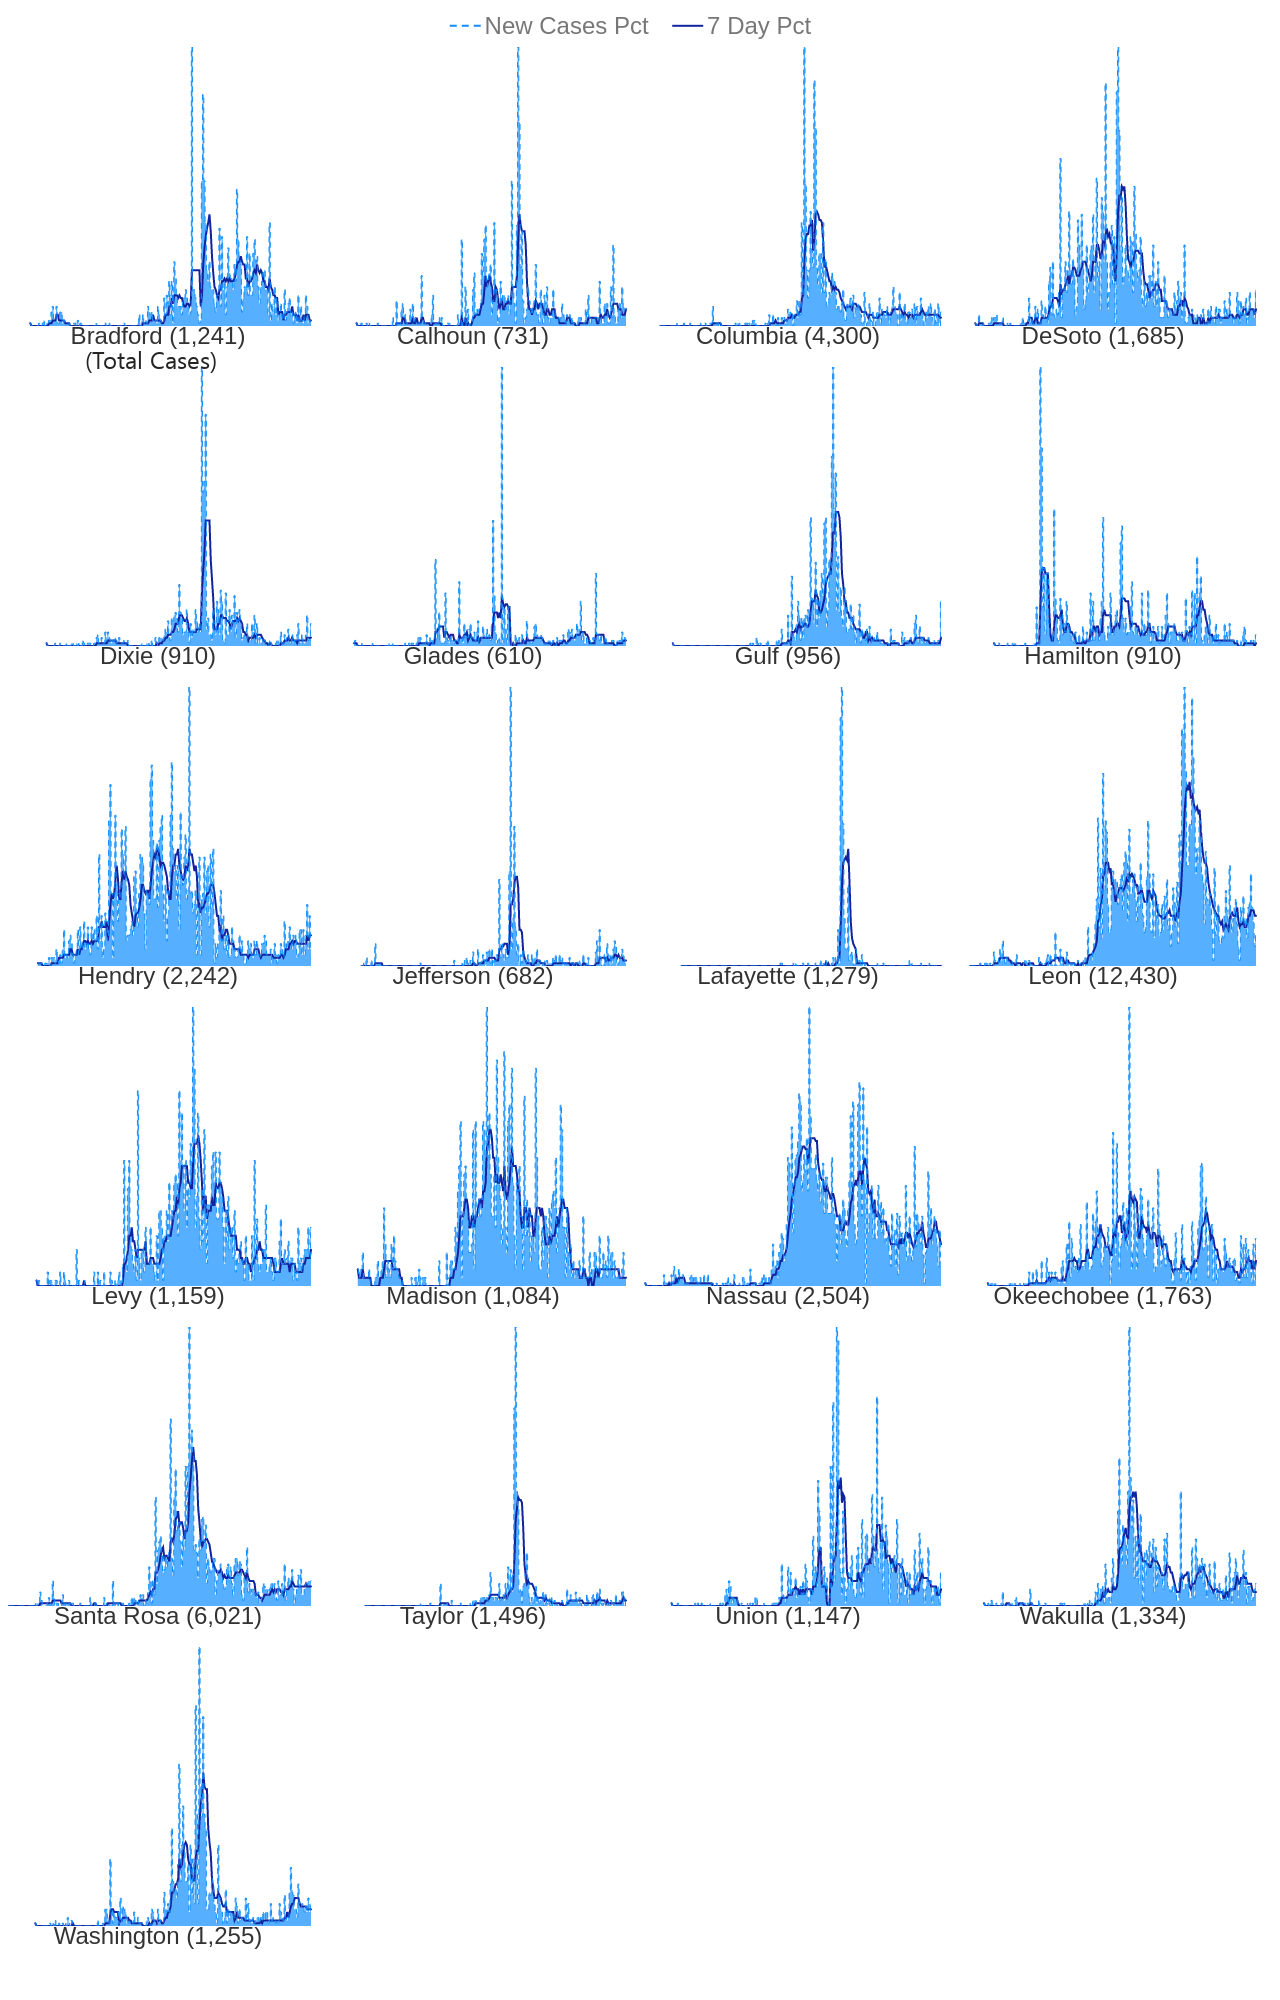 New Cases Pct 7 Day Pct
Bradford (1,241) Calhoun (731) Columbia (4,300) DeSoto (1,685)
(Total Cases)
Dixie (910) Glades (610) Gulf (956) Hamilton (910)
Hendry (2,242) Jefferson (682) Lafayette (1,279) Leon (12,430)
Levy (1,159) Madison (1,084) Nassau (2,504) Okeechobee (1,763)
Santa Rosa (6,021) Taylor (1,496) Union (1,147) Wakulla (1,334)
Washington (1,255)